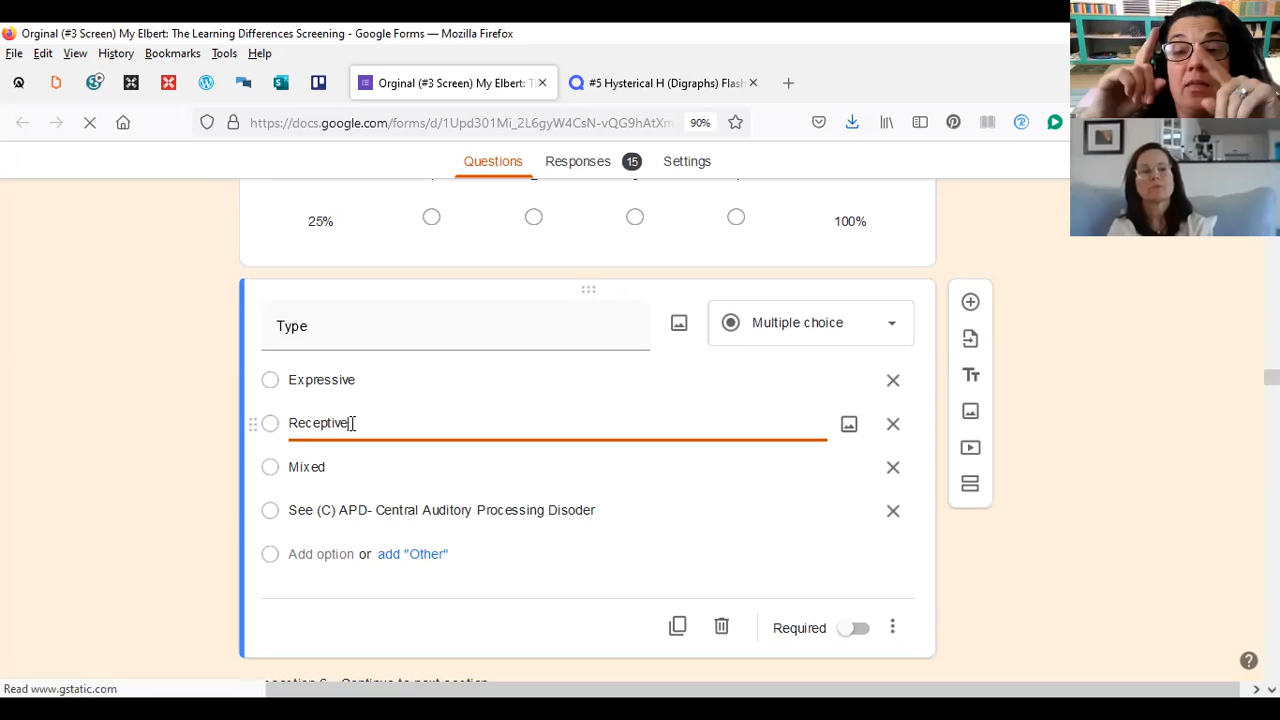 Orginal (#3 Screen) My Elbert: The Learning Differences Screening - Google Forms — Mozilla Firefox
File Edit View History Bookmarks Tools Help
Orginal (#3 Screen) My Elbert: T
#5 Hysterical H (Digraphs) Flash
https://docs.google.com/forms/d/1Upd301Mi_2L6gyW4CsN-vQG9hAtXm
90%
Questions Responses 15 Settings
25% 100%
Type
Multiple choice
Expressive
Receptive
Mixed
See (C) APD- Central Auditory Processing Disoder
Add option or add "Other"
Required
Read www.gstatic.com